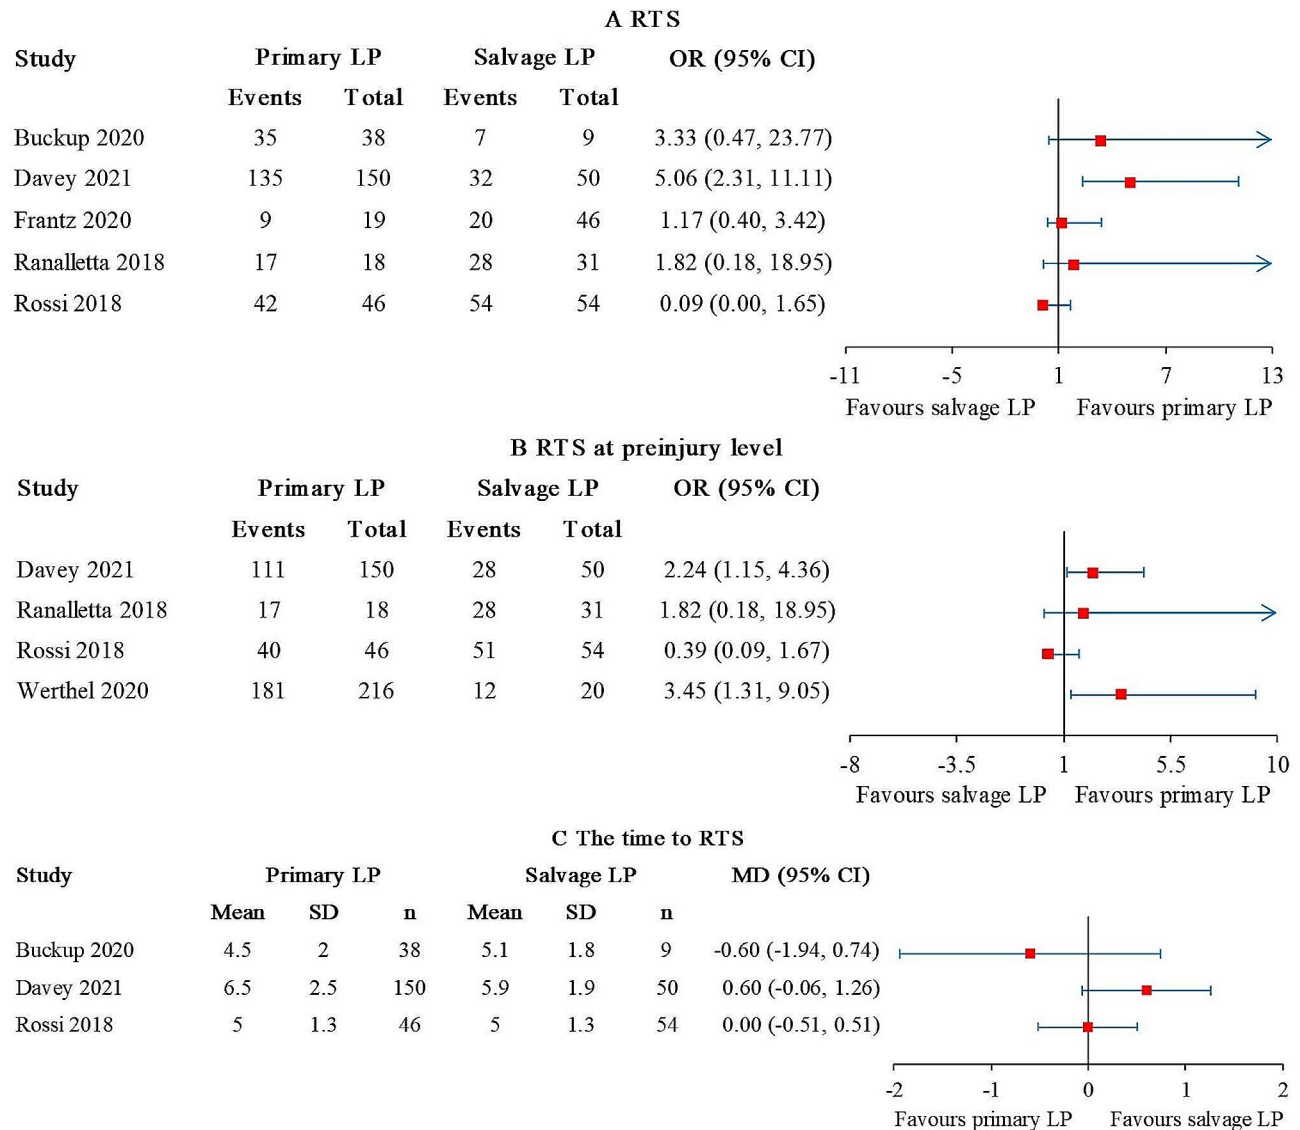 A RTS
Study Primary LP Salvage LP OR (95% CI)
Events Total Events Total
Buckup 2020 35 38 7 9 3.33 (0.47, 23.77)
Davey 2021 135 150 32 50 5.06 (2.31, 11.11)
Frantz 2020 9 19 20 46 1.17 (0.40, 3.42)
Ranalletta 2018 17 18 28 31 1.82 (0.18, 18.95)
Rossi 2018 42 46 54 54 0.09 (0.00, 1.65)
-11 -5 1 7 13
Favours salvage LP Favours primary LP
B RTS at preinjury level
Study Primary LP Salvage LP OR (95% CI)
Events Total Events Total
Davey 2021 111 150 28 50 2.24 (1.15, 4.36)
Ranalletta 2018 17 18 28 31 1.82 (0.18, 18.95)
Rossi 2018 40 46 51 54 0.39 (0.09, 1.67)
Werthel 2020 181 216 12 20 3.45 (1.31, 9.05)
-8 -3.5 1 5.5 10
Favours salvage LP Favours primary LP
C The time to RTS
Study Primary LP Salvage LP MD (95% CI)
Mean SD n Mean SD n
Buckup 2020 4.5 2 38 5.1 1.8 9 -0.60 (-1.94, 0.74)
Davey 2021 6.5 2.5 150 5.9 1.9 50 0.60 (-0.06, 1.26)
Rossi 2018 5 1.3 46 5 1.3 54 0.00 (-0.51, 0.51)
-2 -1 0 1 2
Favours primary LP Favours salvage LP